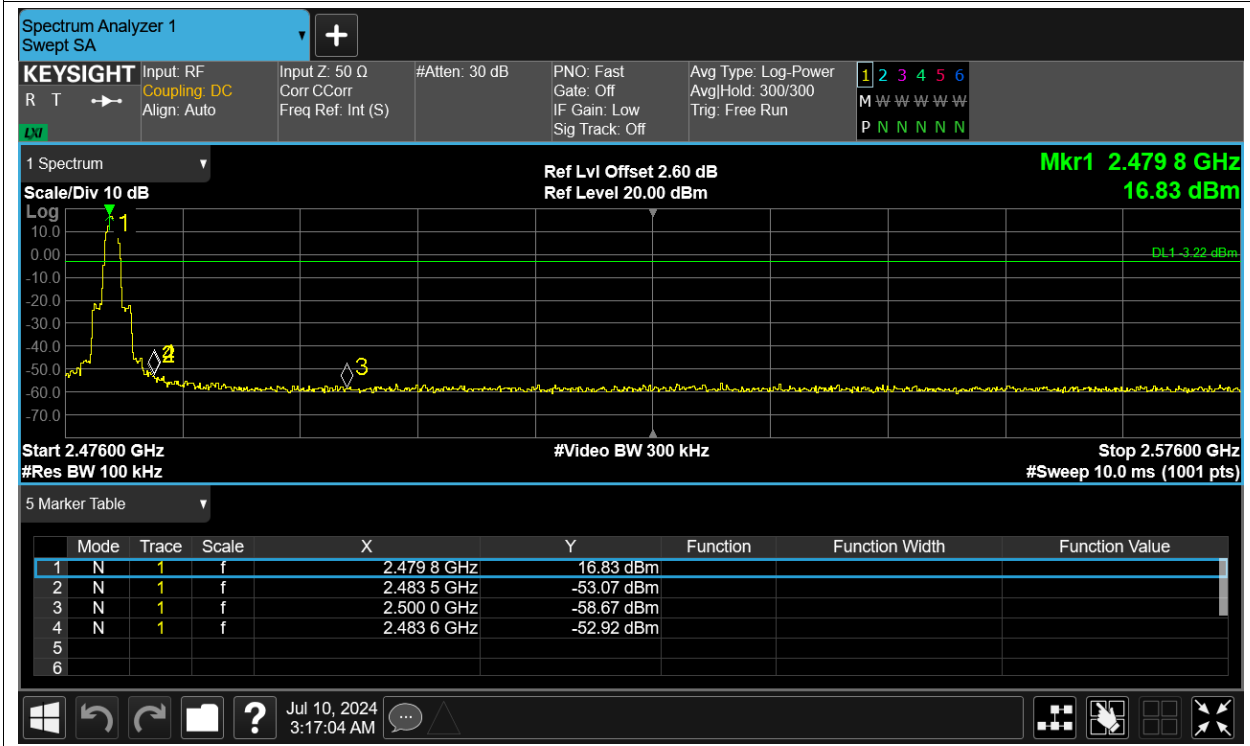 Spectrum Analyzer 1
Swept SA
+
KEYSIGHT Input: RF Input Z: 50 Ω #Atten: 30 dB PNO: Fast Avg Type: Log-Power 1 2 3 4 5 6
R T Coupling: DC Corr CCorr Gate: Off Avg|Hold: 300/300 M W W W W W
Align: Auto Freq Ref: Int (S) IF Gain: Low Trig: Free Run P N N N N N
LXI Sig Track: Off
1 Spectrum
Ref Lvl Offset 2.60 dB Mkr1 2.479 8 GHz
Scale/Div 10 dB Ref Level 20.00 dBm 16.83 dBm
Log
1
10.0
0.00 DL1 -3.22 dBm
-10.0
-20.0
-30.0
-40.0
2
4
3
-50.0
-60.0
-70.0
Start 2.47600 GHz #Video BW 300 kHz Stop 2.57600 GHz
#Res BW 100 kHz #Sweep 10.0 ms (1001 pts)
5 Marker Table
Mode Trace Scale X Y Function Function Width Function Value
1 N 1 f 2.479 8 GHz 16.83 dBm
2 N 1 f 2.483 5 GHz -53.07 dBm
3 N 1 f 2.500 0 GHz -58.67 dBm
4 N 1 f 2.483 6 GHz -52.92 dBm
5
6
? Jul 10, 2024
3:17:04 AM